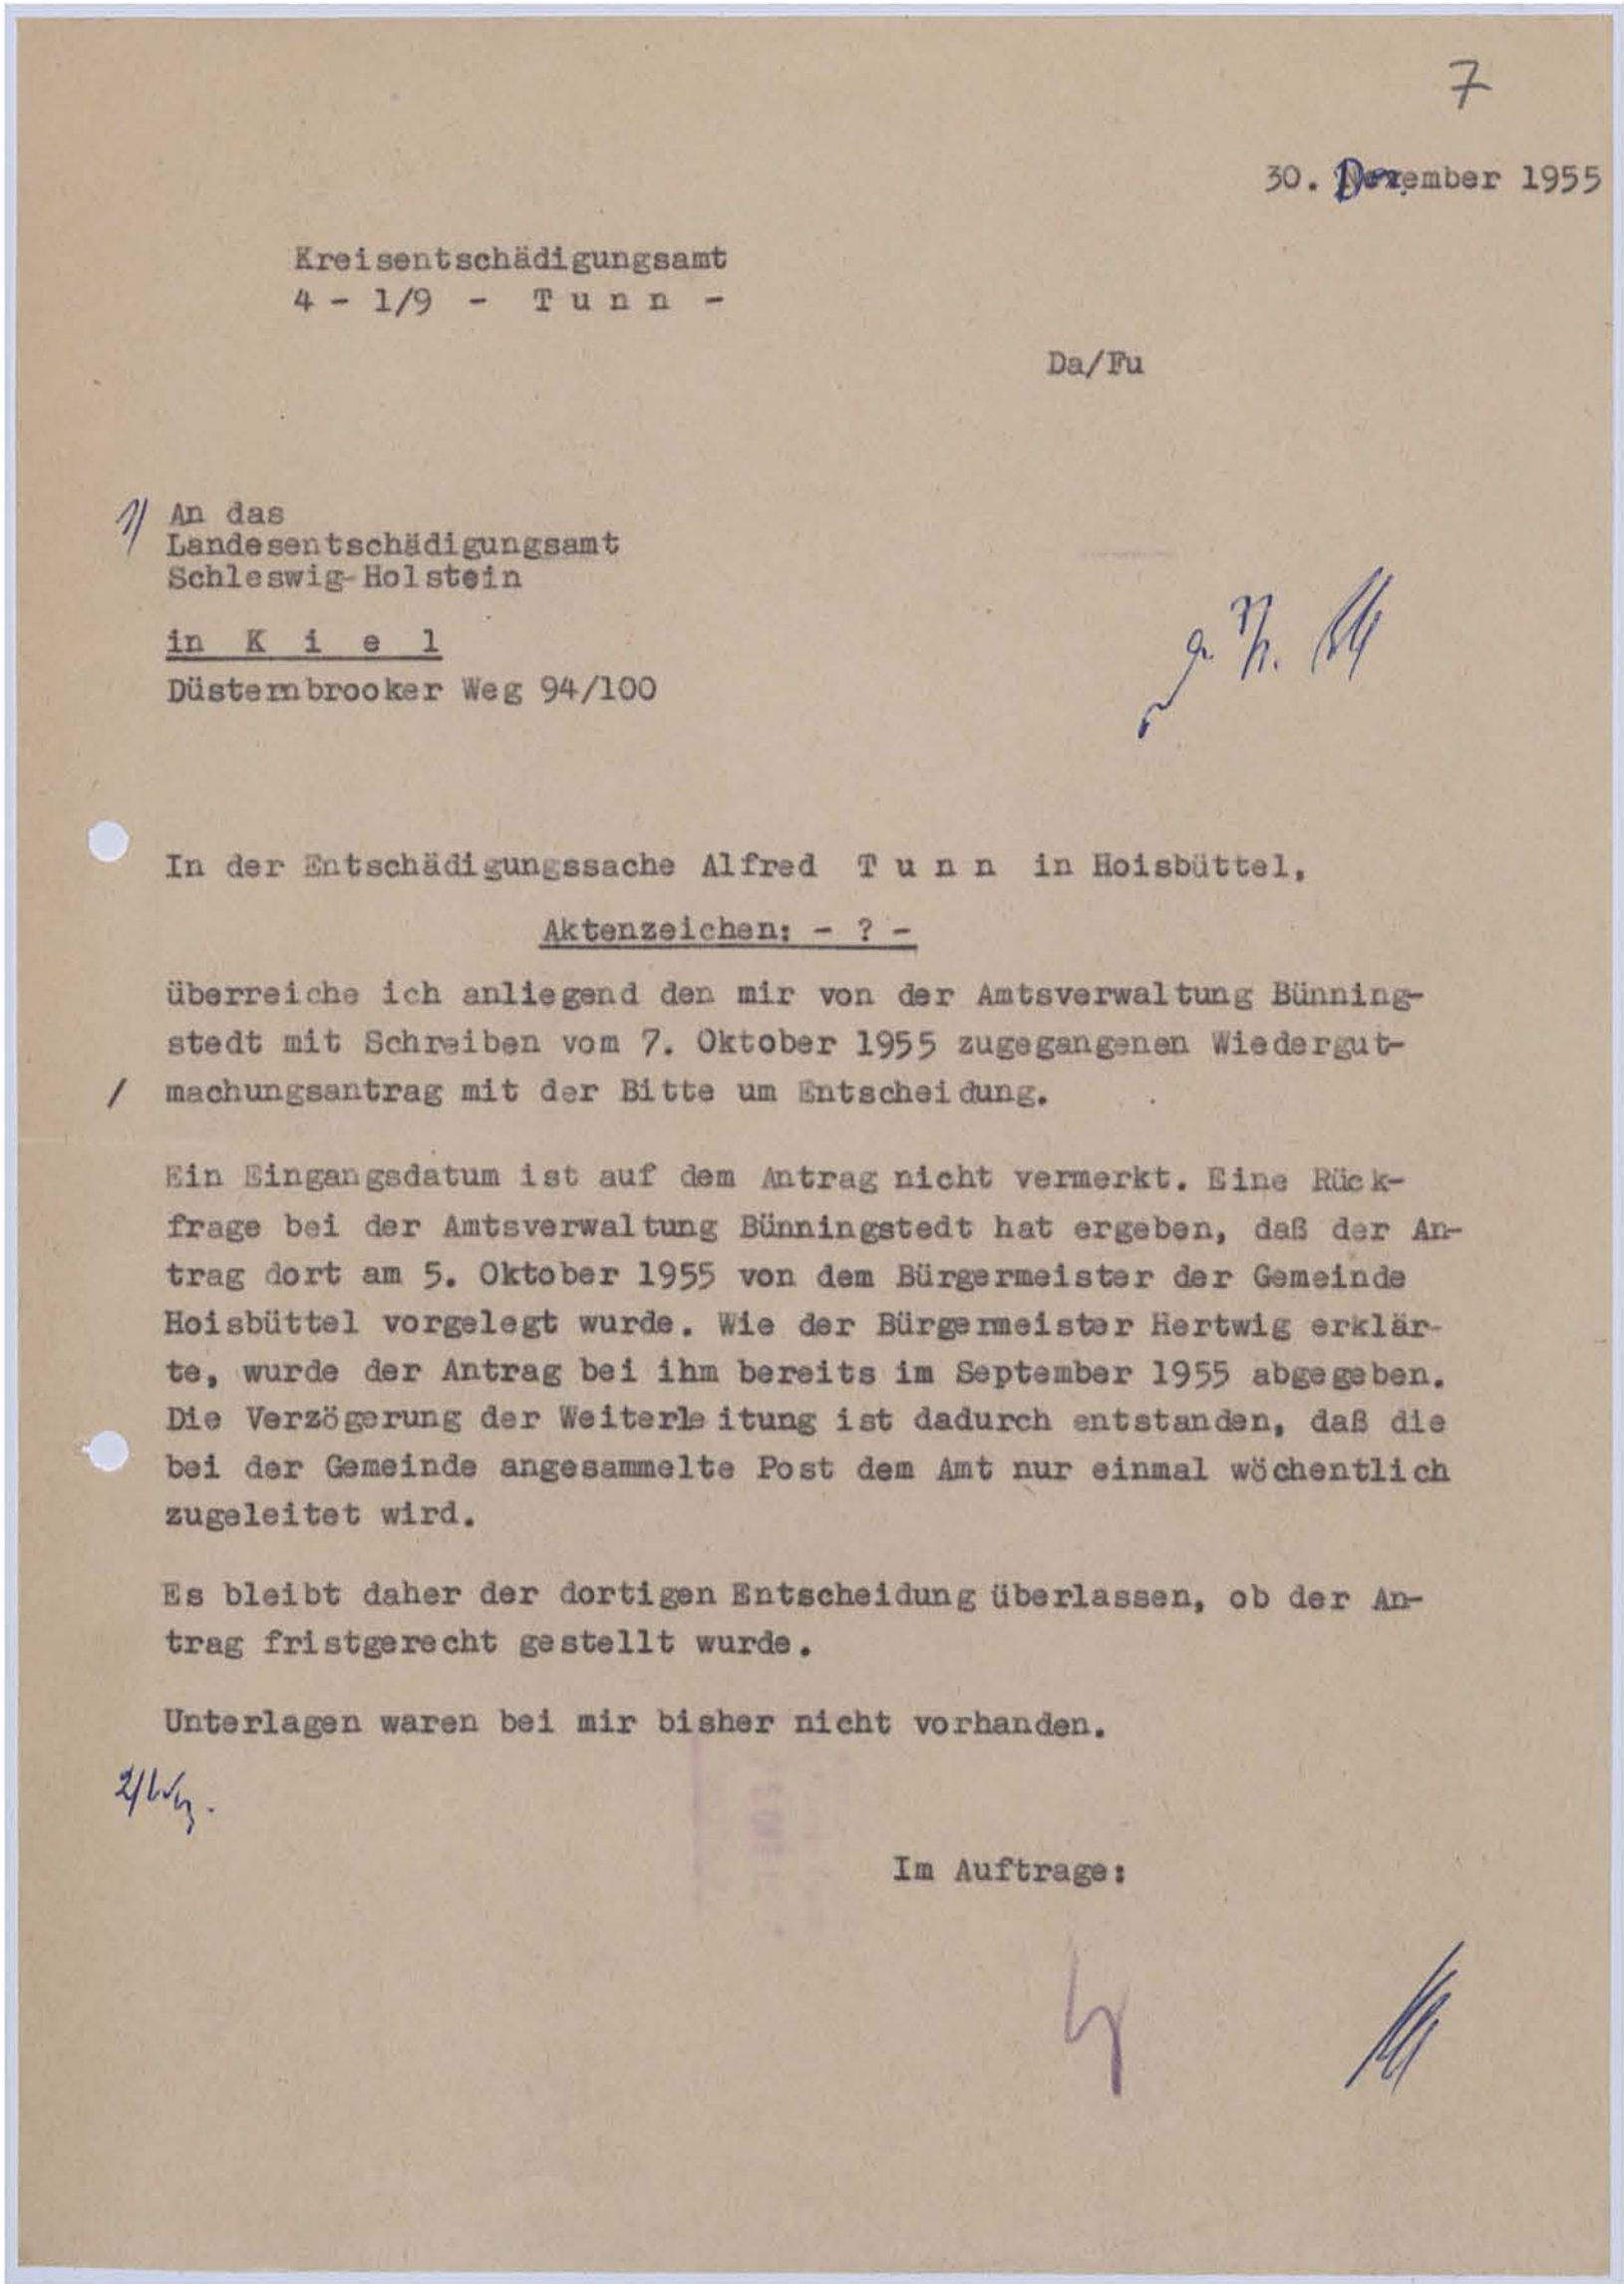 7
30. Dezember 1955
Kreisentschädigungsamt
4 - 1/9 - T u n n -
Da/Fu
1/ An das
Landesentschädigungsamt
Schleswig-Holstein
in K i e l
Düsternbrooker Weg 94/100
In der Entschädigungssache Alfred T u n n in Hoisbüttel,
Aktenzeichen: - ? -
überreiche ich anliegend den mir von der Amtsverwaltung Bünning-
stedt mit Schreiben vom 7. Oktober 1955 zugegangenen Wiedergut-
/ machungsantrag mit der Bitte um Entscheidung.
Ein Eingangsdatum ist auf dem Antrag nicht vermerkt. Eine Rück-
frage bei der Amtsverwaltung Bünningstedt hat ergeben, daß der An-
trag dort am 5. Oktober 1955 von dem Bürgermeister der Gemeinde
Hoisbüttel vorgelegt wurde. Wie der Bürgermeister Hertwig erklär-
te, wurde der Antrag bei ihm bereits im September 1955 abgegeben.
Die Verzögerung der Weiterleitung ist dadurch entstanden, daß die
bei der Gemeinde angesammelte Post dem Amt nur einmal wöchentlich
zugeleitet wird.
Es bleibt daher der dortigen Entscheidung überlassen, ob der An-
trag fristgerecht gestellt wurde.
Unterlagen waren bei mir bisher nicht vorhanden.
2/
Im Auftrage: